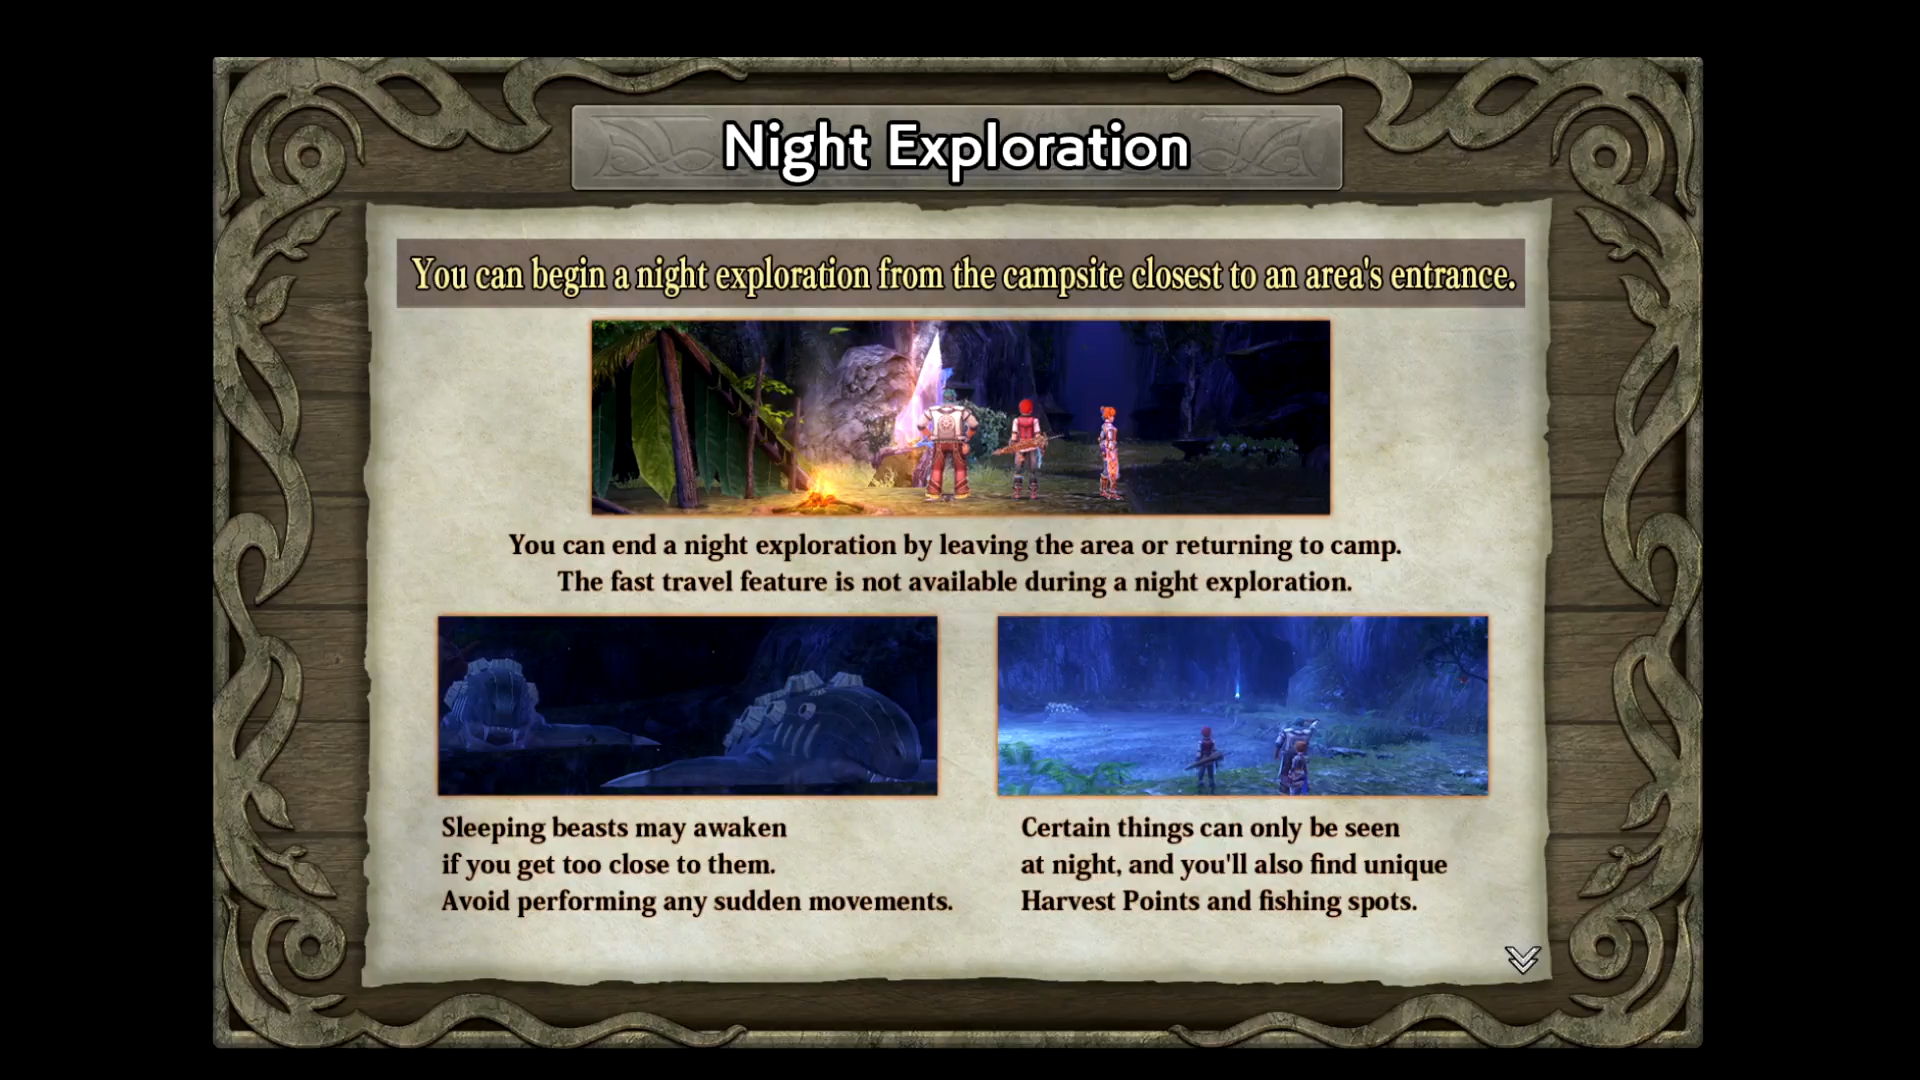 Night Exploration
You can begin a night exploration from the campsite closest to an area's entrance.
You can end a night exploration by leaving the area or returning to camp.
The fast travel feature is not available during a night exploration.
Sleeping beasts may awaken
if you get too close to them.
Avoid performing any sudden movements.
Certain things can only be seen
at night, and you'll also find unique
Harvest Points and fishing spots.